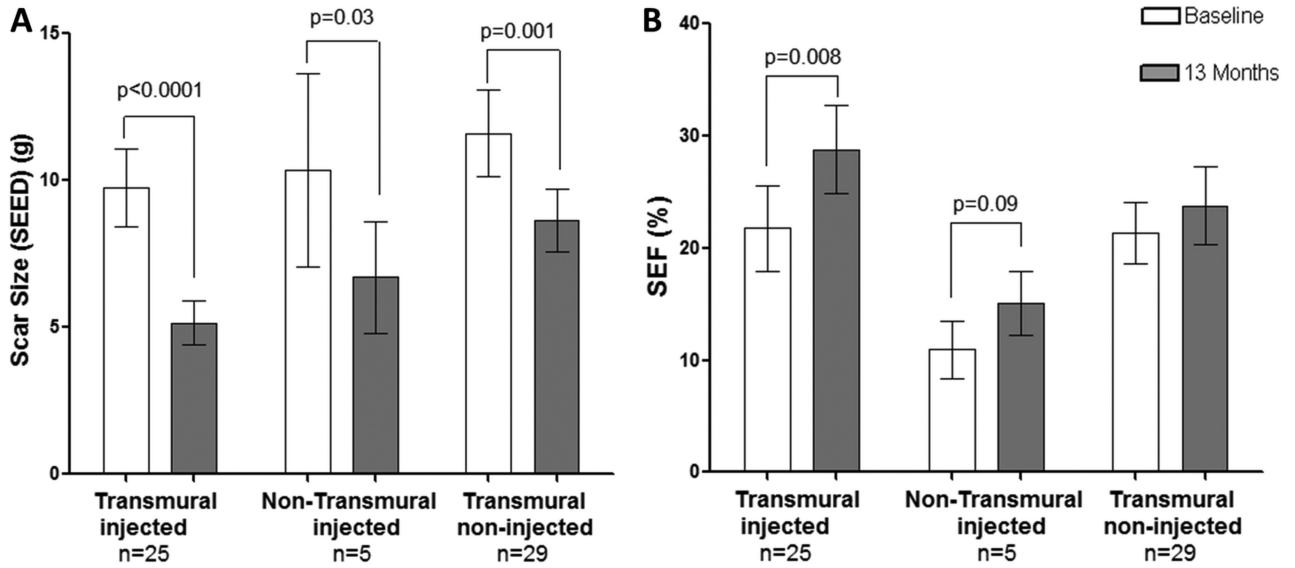 A
Scar Size (SEED) (g)
15
10
5
0
p<0.0001
p=0.03
p=0.001
Transmural
injected
n=25
Non-Transmural
injected
n=5
Transmural
non-injected
n=29
B
SEF (%)
40
30
20
10
0
p=0.008
p=0.09
Baseline
13 Months
Transmural
injected
n=25
Non-Transmural
injected
n=5
Transmural
non-injected
n=29